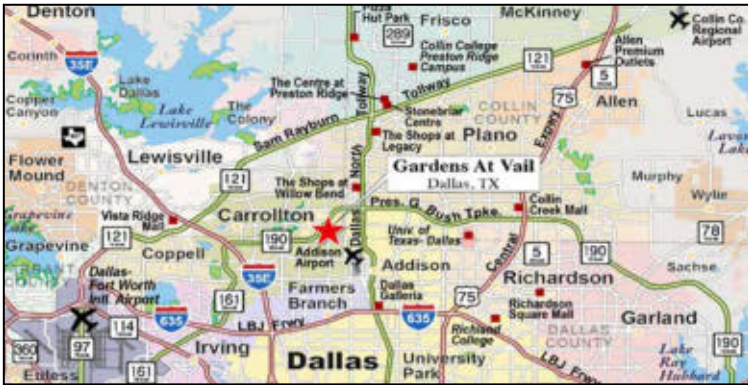 Denton
Hut Park
Frisco
McKinney
Collin Co.
Regional
Airport
289
Collin College
Preston Ridge
Campus
121
Allen
Premium
Outlets
Corinth
35E
Lake
Dallas
The Centre at
Preston Ridge
Tollway
Tollway
5
75
Allen
Copper
Canyon
Lake
Lewisville
The
Colony
Sam Rayburn
Stonebriar
Centre
COLLIN
COUNTY
Expwy
Lucas
The Shops at
Legacy
Plano
Flower
Mound
Lewisville
121
North
Gardens At Vail
Dallas, TX
Murphy
Wylie
DENTON
COUNTY
The Shops at
Willow Bend
Grapevine
Lake
Vista Ridge
Mall
Carrollton
Dallas
Pres. G. Bush Tpke.
Collin
Creek Mall
78
Grapevine
121
190
Addison
Airport
Univ. of
Texas- Dallas
Central
5
190
Coppell
35E
Addison
Sachse
Dallas-
Fort Worth
Intl. Airport
161
Farmers
Branch
Dallas
Galleria
75
Richardson
Richardson
Square Mall
Garland
114
635
LBJ Frwy
635
Richland
College
DALLAS
COUNTY
360
97
Irving
Dallas
University
Park
LBJ Frwy
190
Euless
161
Lake
Ray
Hubbard